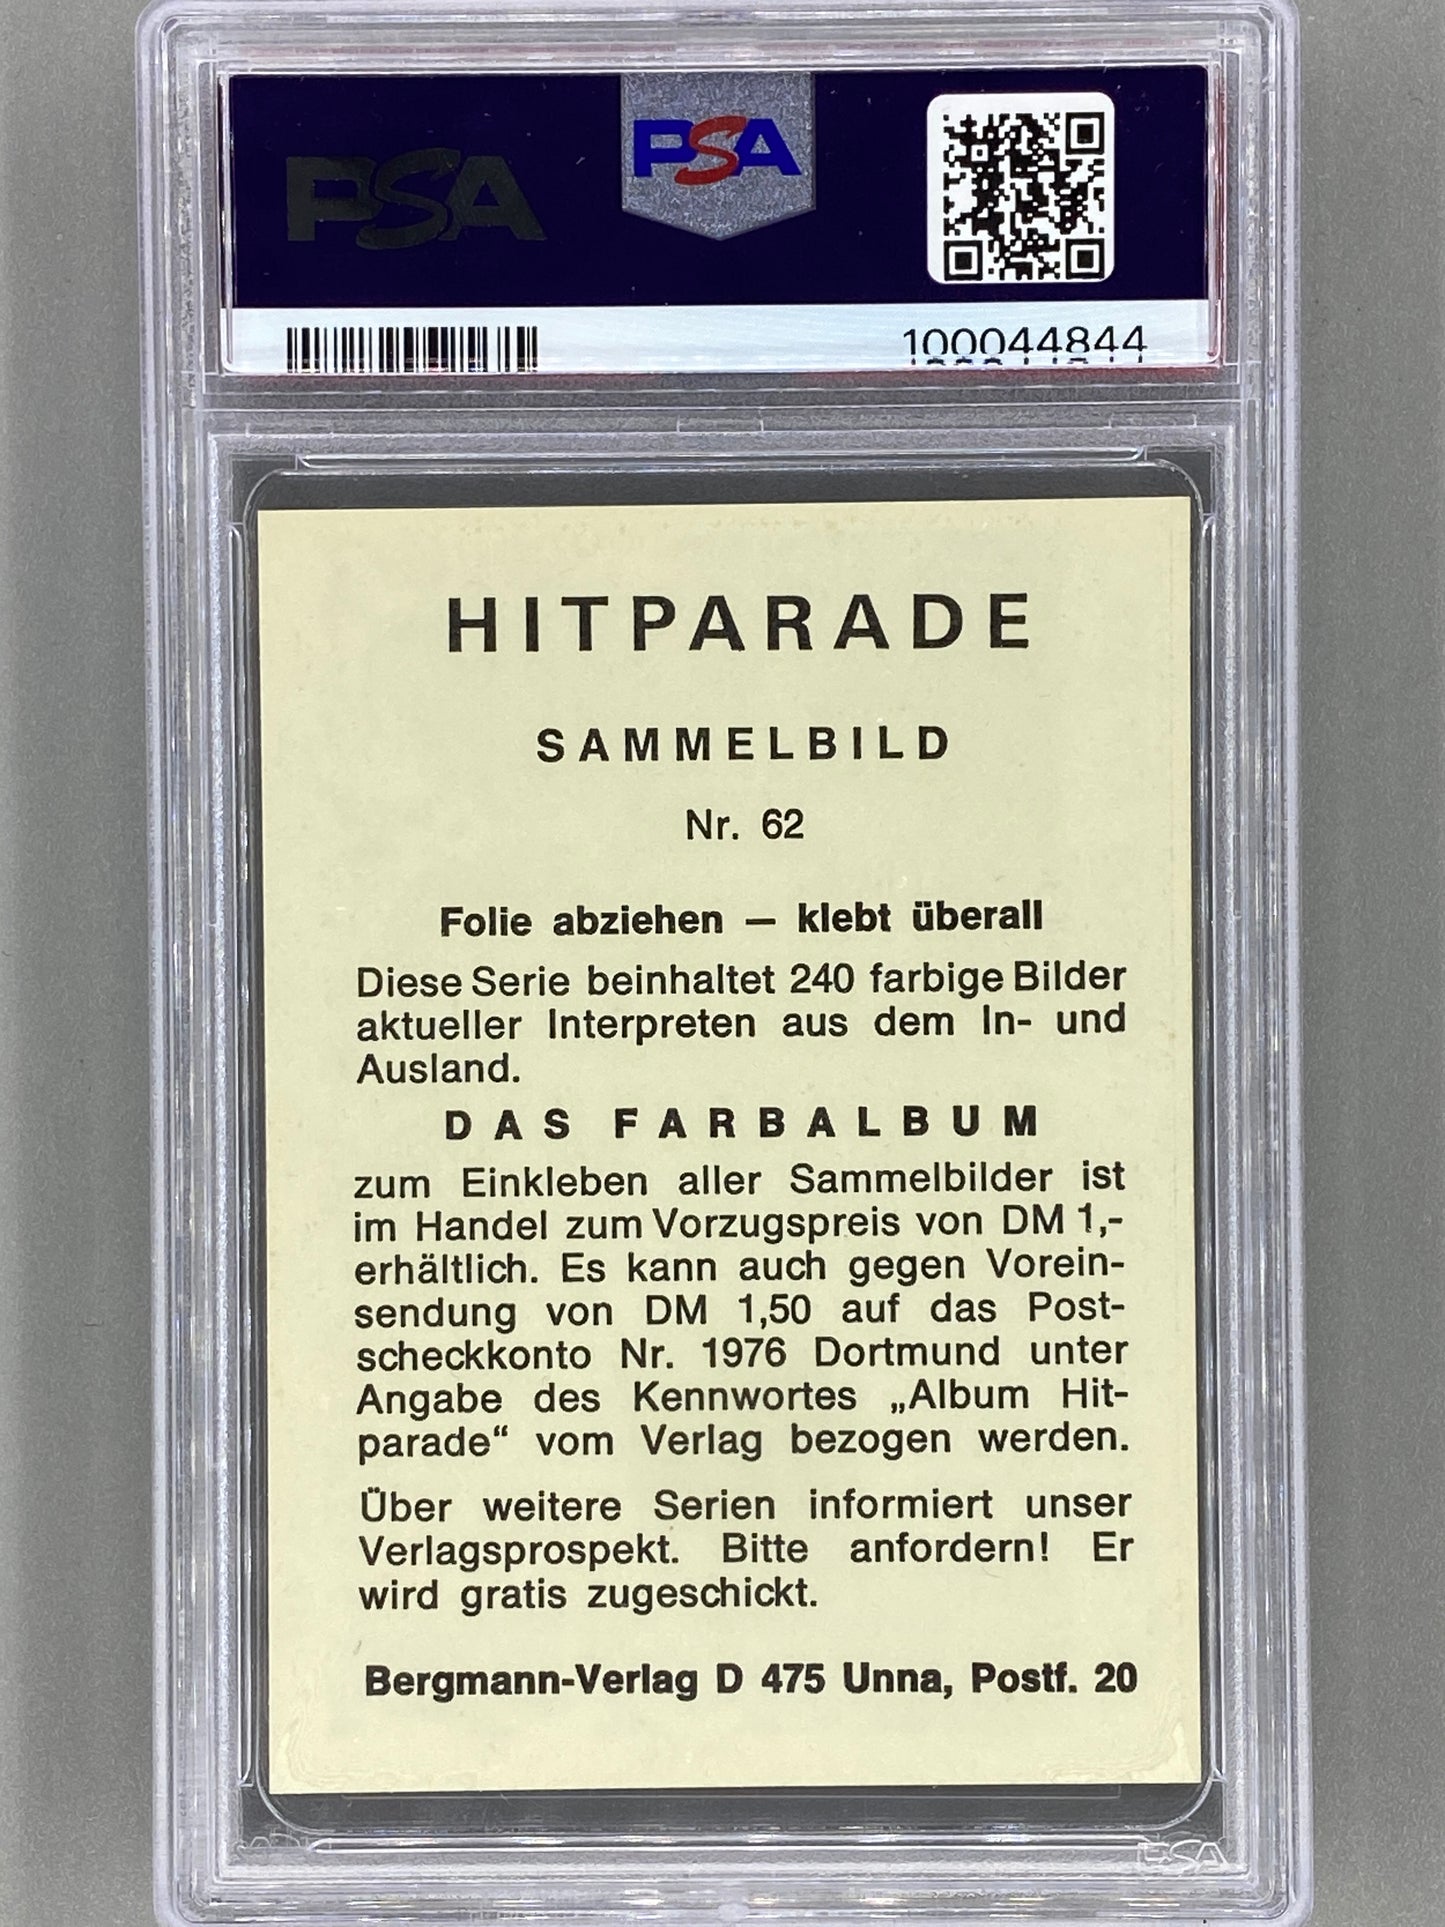 PSA
PSA
100044844
HITPARADE
SAMMELBILD
Nr. 62
Folie abziehen — klebt überall
Diese Serie beinhaltet 240 farbige Bilder
aktueller Interpreten aus dem In- und
Ausland.
DAS FARBALBUM
zum Einkleben aller Sammelbilder ist
im Handel zum Vorzugspreis von DM 1,-
erhältlich. Es kann auch gegen Vorein-
sendung von DM 1,50 auf das Post-
scheckkonto Nr. 1976 Dortmund unter
Angabe des Kennwortes „Album Hit-
parade“ vom Verlag bezogen werden.
Über weitere Serien informiert unser
Verlagsprospekt. Bitte anfordern! Er
wird gratis zugeschickt.
Bergmann-Verlag D 475 Unna, Postf. 20
PSA